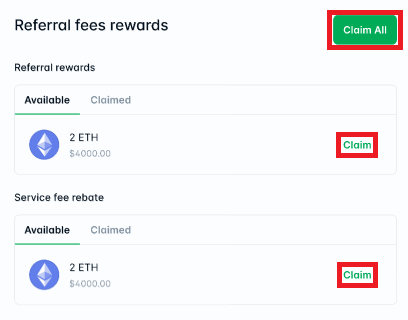 Referral fees rewards
Claim All
Referral rewards
Available Claimed
2 ETH
$4000.00
Claim
Service fee rebate
Available Claimed
2 ETH
$4000.00
Claim